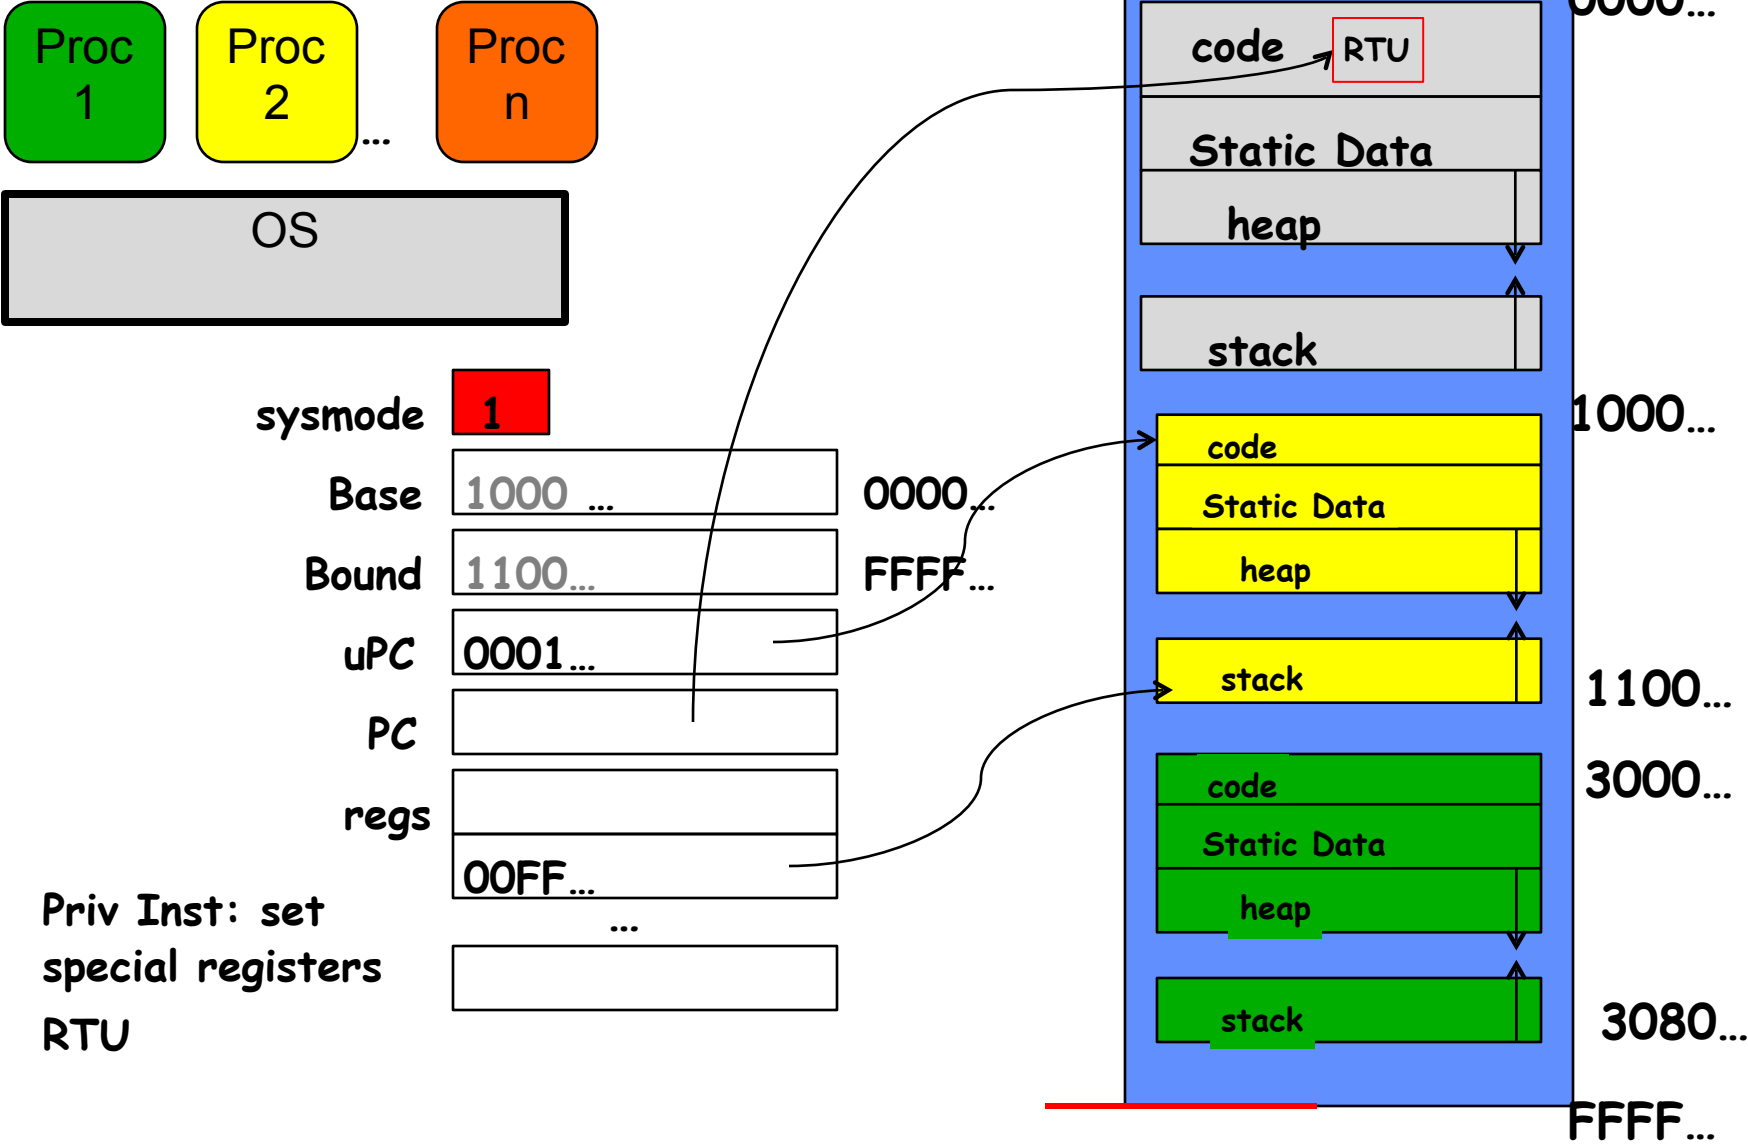 Proc
1
Proc
2
...
Proc
n
OS
sysmode
1
Base
1000 ...
0000...
Bound
1100...
FFFF...
uPC
0001...
PC
regs
00FF...
...
Priv Inst: set
special registers
RTU
0000...
code
RTU
Static Data
heap
stack
1000...
code
Static Data
heap
stack
1100...
3000...
code
Static Data
heap
stack
3080...
FFFF...